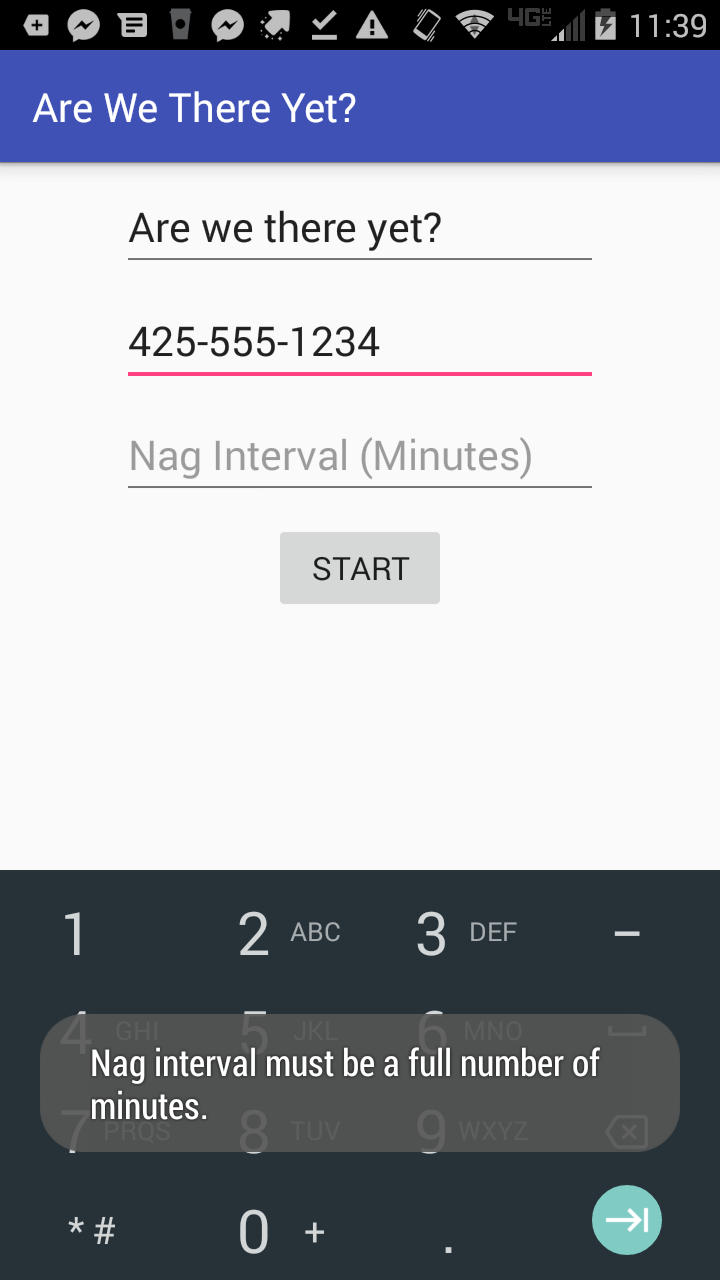 4G LTE 11:39
Are We There Yet?
Are we there yet?
425-555-1234
Nag Interval (Minutes)
START
1 2 ABC 3 DEF –
4 GHI 5 JKL 6 MNO
Nag interval must be a full number of
minutes.
7 PRQS 8 TUV 9 WXYZ
* # 0 + .